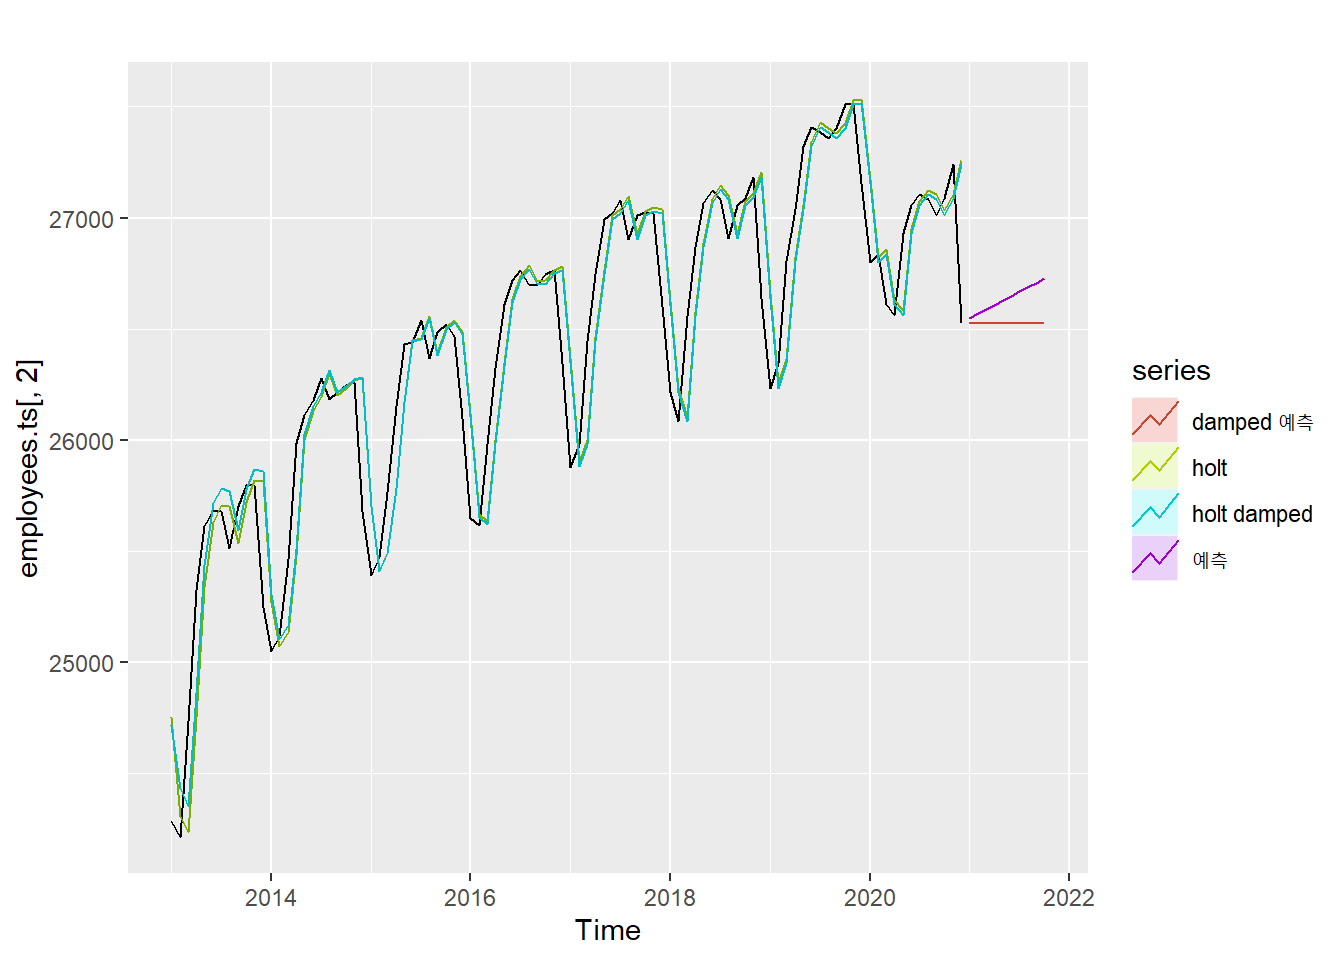 employees.ts[, 2]
27000
26000
25000
2014
2016
2018
2020
2022
Time
series
damped 예측
holt
holt damped
예측